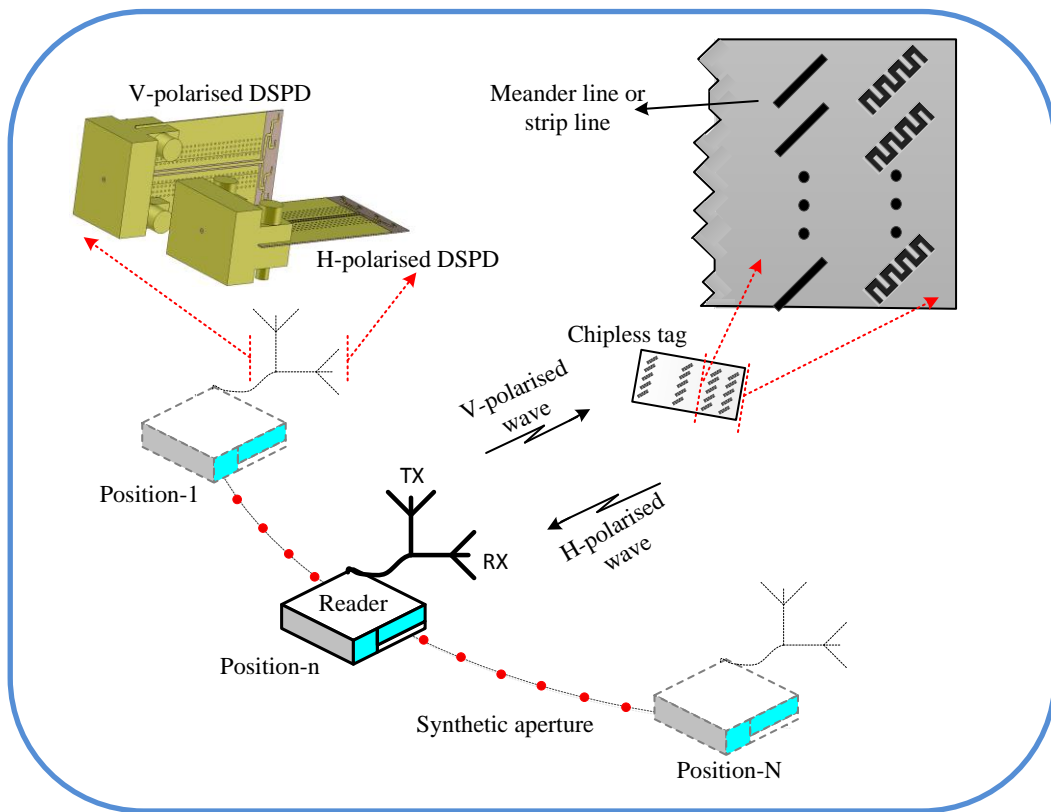 V-polarised DSPD
H-polarised DSPD
Meander line or
strip line
Chipless tag
V-polarised
wave
H-polarised
wave
TX
RX
Position-1
Reader
Position-n
Synthetic aperture
Position-N